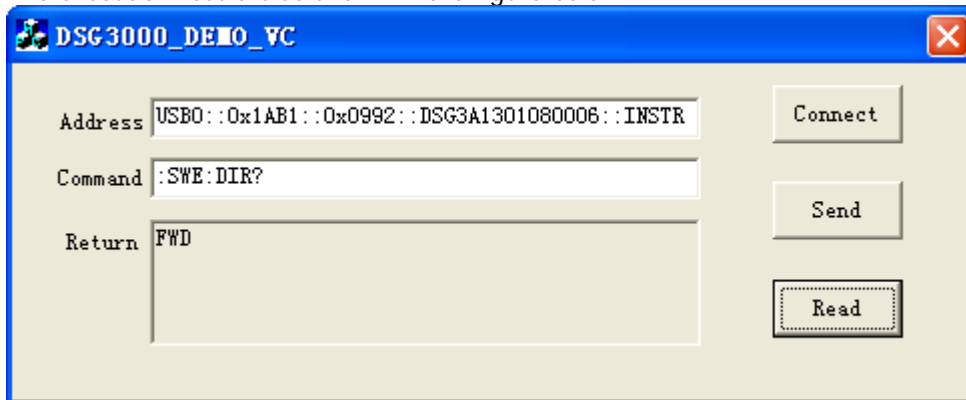 DSG3000_DEMO_VC
Address USB0::0x1AB1::0x0992::DSG3A1301080006::INSTR Connect
Command :SWE:DIR?
Send
Return FWD
Read